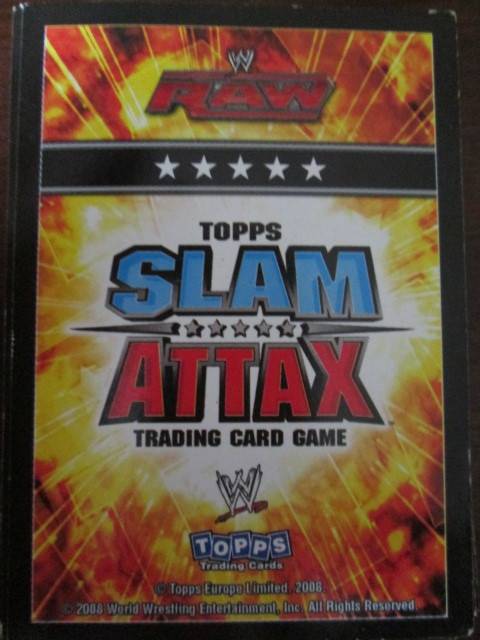 W
RAW
TOPPS
SLAM
ATTAX
TRADING CARD GAME
W
TOPPS
Trading Cards
© Topps Europe Limited. 2008.
© 2008 World Wrestling Entertainment, Inc. All Rights Reserved.